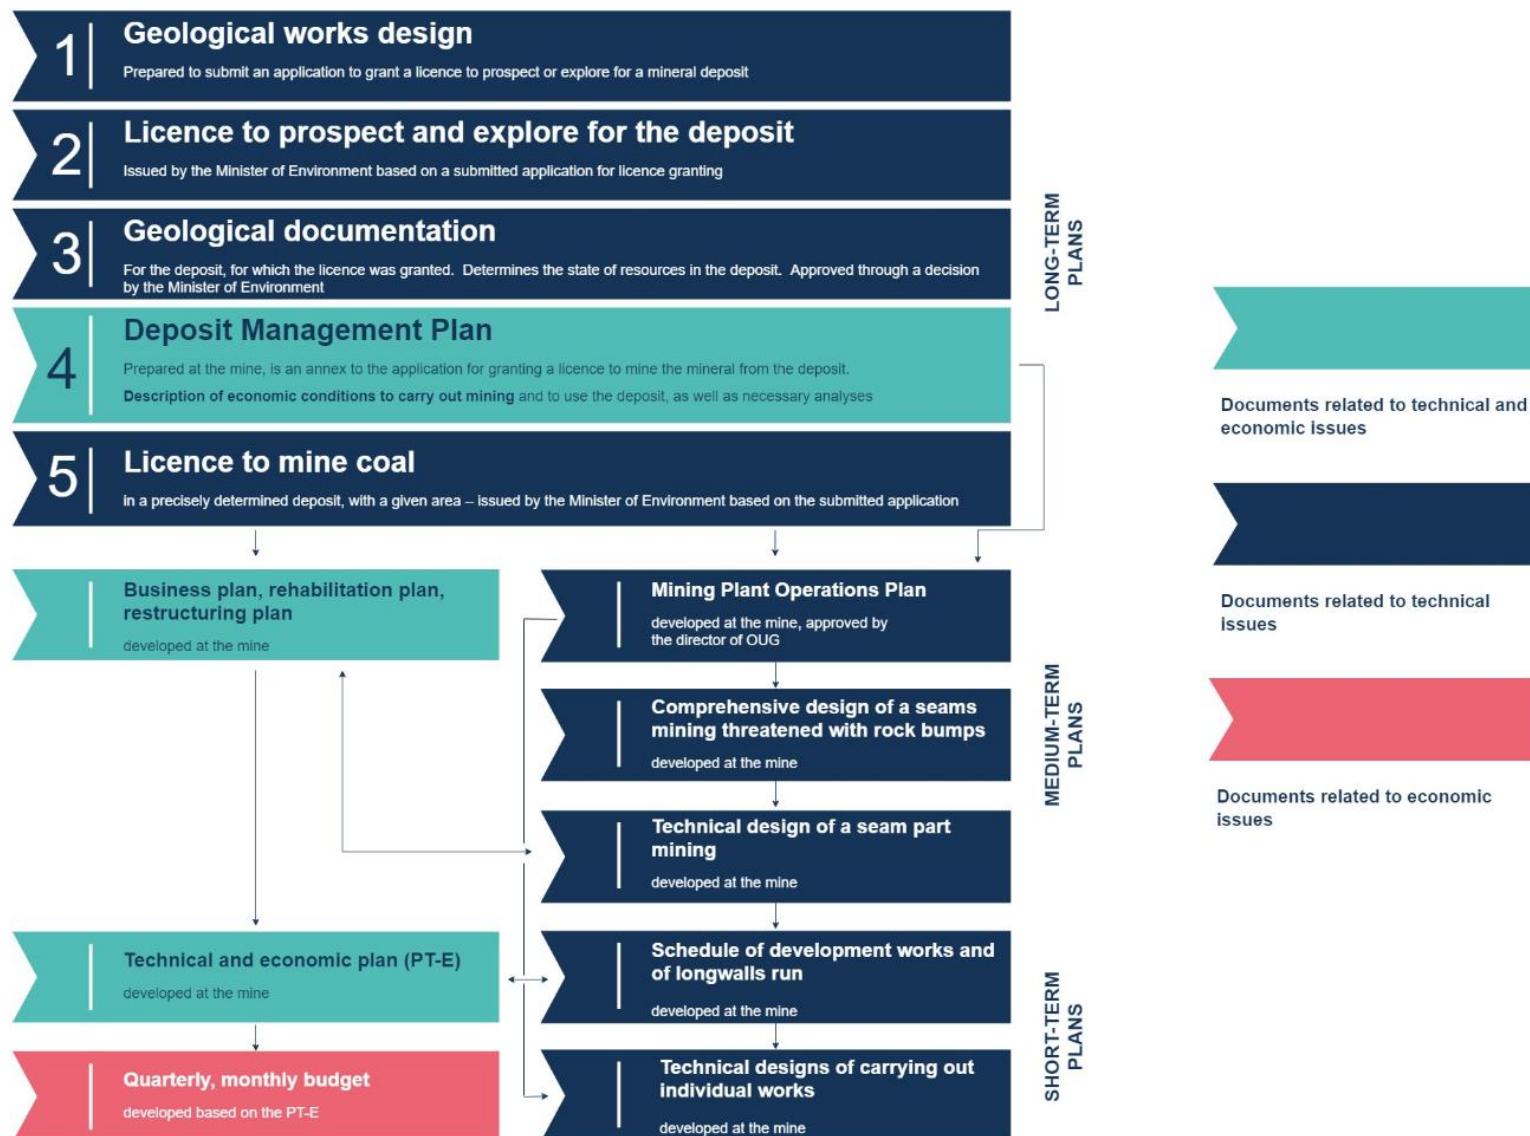 1
Geological works design
Prepared to submit an application to grant a licence to prospect or explore for a mineral deposit
2
Licence to prospect and explore for the deposit
Issued by the Minister of Environment based on a submitted application for licence granting
3
Geological documentation
For the deposit, for which the licence was granted. Determines the state of resources in the deposit. Approved through a decision
by the Minister of Environment
4
Deposit Management Plan
Prepared at the mine, is an annex to the application for granting a licence to mine the mineral from the deposit.
Description of economic conditions to carry out mining and to use the deposit, as well as necessary analyses
5
Licence to mine coal
in a precisely determined deposit, with a given area – issued by the Minister of Environment based on the submitted application
LONG-TERM
PLANS
Business plan, rehabilitation plan,
restructuring plan
developed at the mine
Mining Plant Operations Plan
developed at the mine, approved by
the director of OUG
Comprehensive design of a seams
mining threatened with rock bumps
developed at the mine
Technical design of a seam part
mining
developed at the mine
MEDIUM-TERM
PLANS
Technical and economic plan (PT-E)
developed at the mine
Schedule of development works and
of longwalls run
developed at the mine
Quarterly, monthly budget
developed based on the PT-E
Technical designs of carrying out
individual works
developed at the mine
SHORT-TERM
PLANS
Documents related to technical and
economic issues
Documents related to technical
issues
Documents related to economic
issues